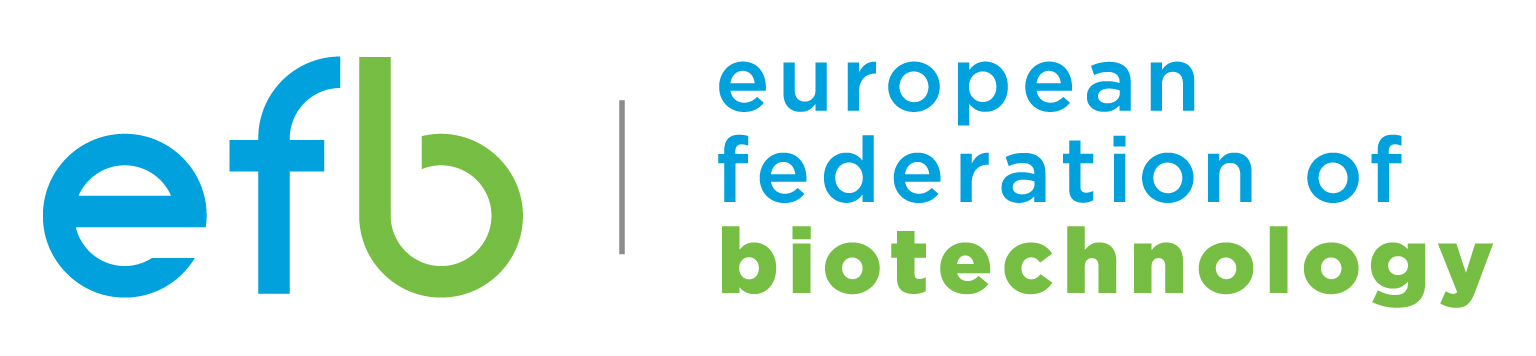 efb
european
federation of
biotechnology